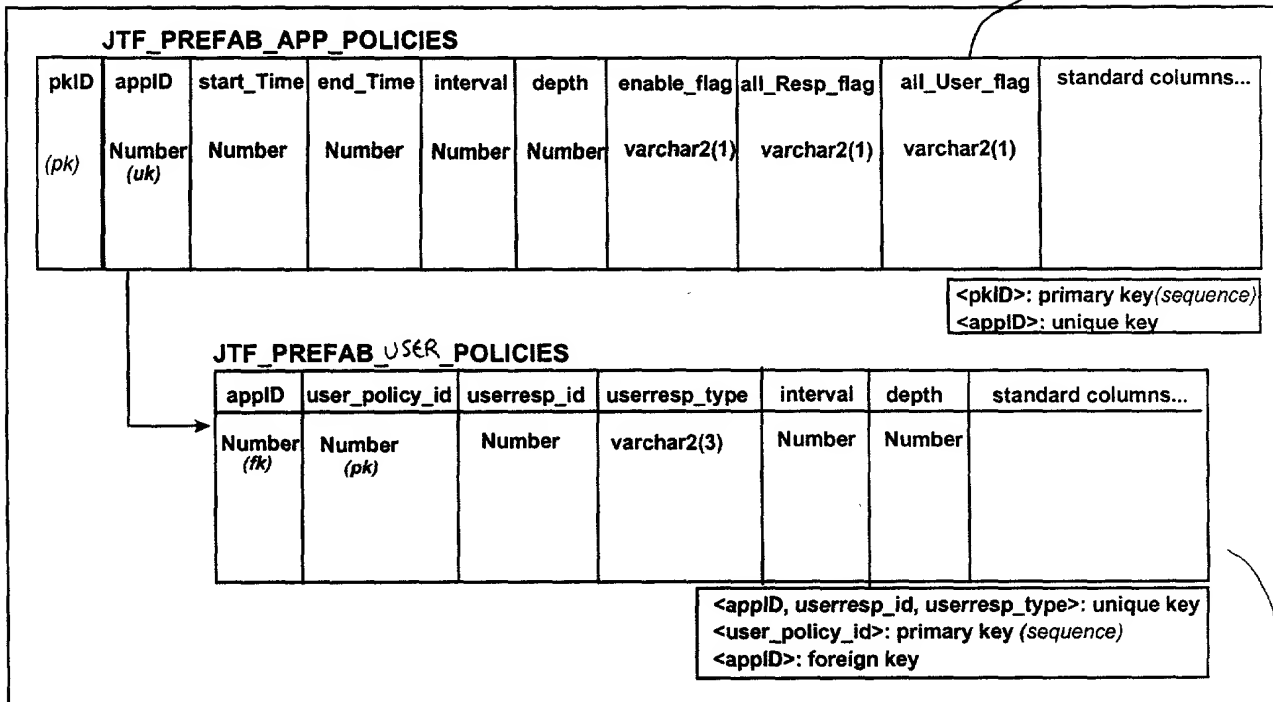 JTF_PREFAB_APP_POLICIES
pkID appID start_Time end_Time interval depth enable_flag all_Resp_flag all_User_flag standard columns...
(pk) Number Number Number Number Number varchar2(1) varchar2(1) varchar2(1)
(uk)
<pkID>: primary key(sequence)
<appID>: unique key
JTF_PREFAB_USER_POLICIES
appID user_policy_id userresp_id userresp_type interval depth standard columns...
Number Number Number varchar2(3) Number Number
(fk) (pk)
<appID, userresp_id, userresp_type>: unique key
<user_policy_id>: primary key (sequence)
<appID>: foreign key